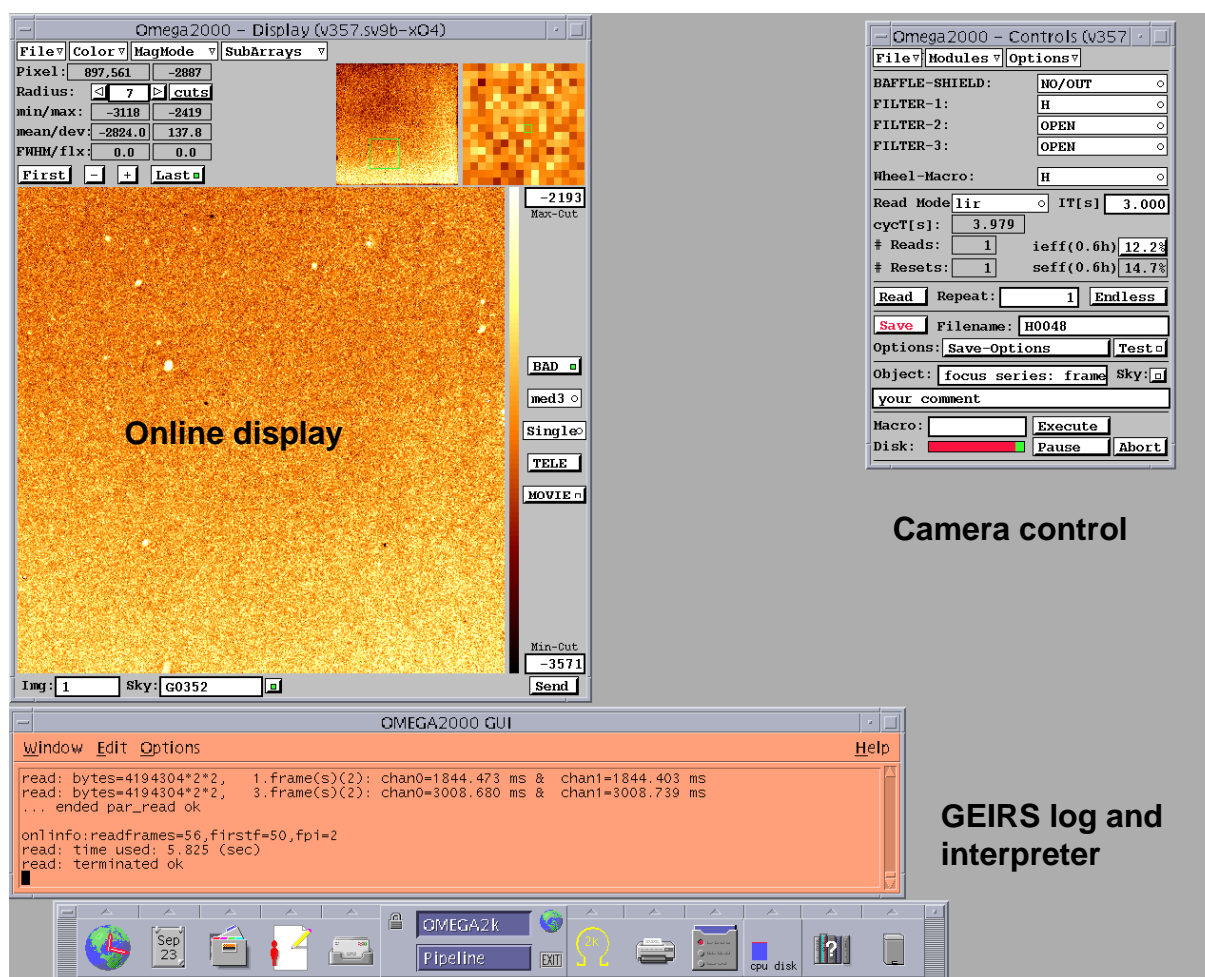 Omega2000 – Display (v357.sv9b-xO4)
File Color MagMode SubArrays
Pixel: 897,561 -2887
Radius: 7 cuts
min/max: -3118 -2419
mean/dev: -2824.0 137.8
FWHM/flx: 0.0 0.0
First - + Last
-2193
Max-Cut
BAD
med3
Single
TELE
MOVIE
Online display
Min-Cut
-3571
Img: 1 Sky: G0352 Send
Omega2000 – Controls (v357
File Modules Options
BAFFLE-SHIELD: NO/OUT
FILTER-1: H
FILTER-2: OPEN
FILTER-3: OPEN
Wheel-Macro: H
Read Mode lir IT[s] 3.000
cycT[s]: 3.979
# Reads: 1 ieff(0.6h) 12.2%
# Resets: 1 seff(0.6h) 14.7%
Read Repeat: 1 Endless
Save Filename: H0048
Options: Save-Options Test
Object: focus series: frame Sky:
your comment
Macro: Execute
Disk: Pause Abort
Camera control
OMEGA2000 GUI
Window Edit Options Help
read: bytes=4194304*2*2, 1.frame(s)(2): chan0=1844.473 ms & chan1=1844.403 ms
read: bytes=4194304*2*2, 3.frame(s)(2): chan0=3008.680 ms & chan1=3008.739 ms
... ended par_read ok
onlinfo:readframes=56,firstf=50,fpi=2
read: time used: 5.825 (sec)
read: terminated ok
GEIRS log and
interpreter
Sep
23
OMEGA2k
Pipeline
EXIT
2K
cpu disk
?